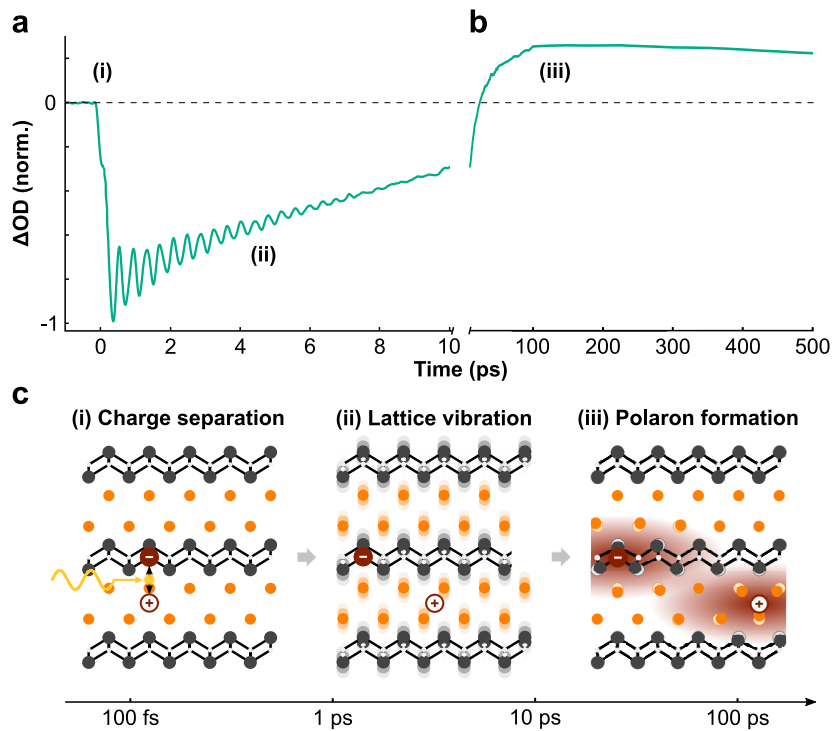 a
b
(i)
(iii)
0
ΔOD (norm.)
(ii)
-1
0 2 4 6 8 10 100 200 300 400 500
Time (ps)
c
(i) Charge separation (ii) Lattice vibration (iii) Polaron formation
− − −
+ + +
100 fs 1 ps 10 ps 100 ps